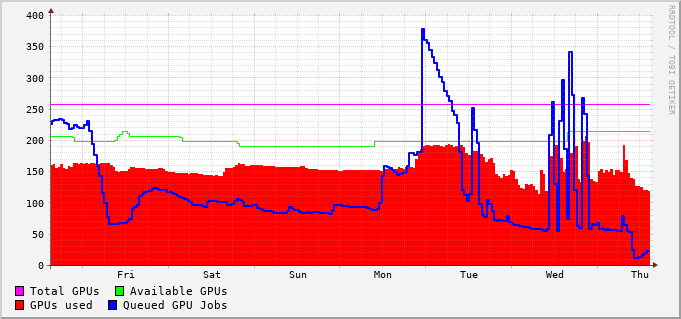 400
350
300
250
200
150
100
50
0
Fri Sat Sun Mon Tue Wed Thu
Total GPUs Available GPUs
GPUs used Queued GPU Jobs
RRDTOOL / TOBI OETIKER